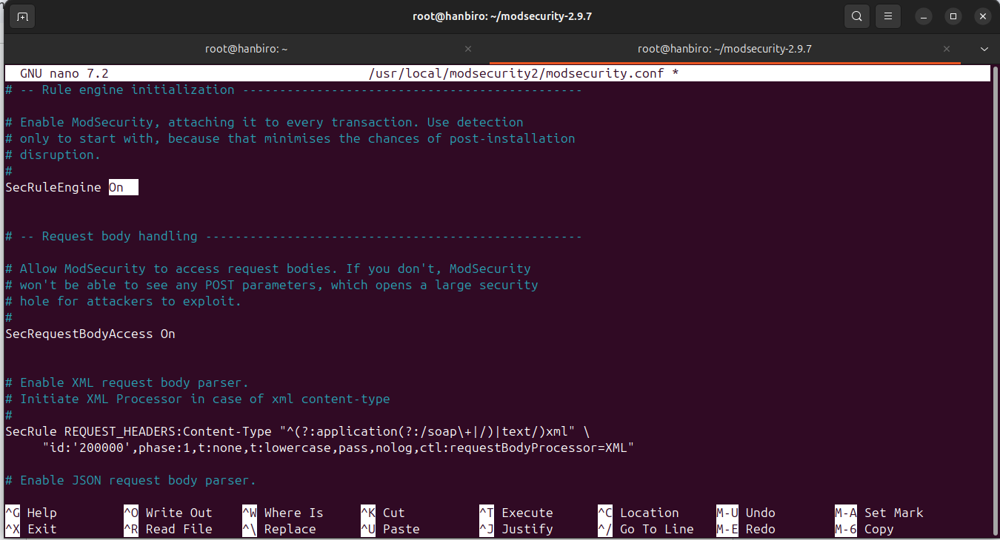 root@hanbiro: ~/modsecurity-2.9.7
root@hanbiro: ~
root@hanbiro: ~/modsecurity-2.9.7
GNU nano 7.2 /usr/local/modsecurity2/modsecurity.conf *
# -- Rule engine initialization ----------------------------------------------
# Enable ModSecurity, attaching it to every transaction. Use detection
# only to start with, because that minimises the chances of post-installation
# disruption.
#
SecRuleEngine On
# -- Request body handling ---------------------------------------------------
# Allow ModSecurity to access request bodies. If you don't, ModSecurity
# won't be able to see any POST parameters, which opens a large security
# hole for attackers to exploit.
#
SecRequestBodyAccess On
# Enable XML request body parser.
# Initiate XML Processor in case of xml content-type
#
SecRule REQUEST_HEADERS:Content-Type "^(?:application(?:/soap\+|/)|text/)xml" \
"id:'200000',phase:1,t:none,t:lowercase,pass,nolog,ctl:requestBodyProcessor=XML"
# Enable JSON request body parser.
^G Help ^O Write Out ^W Where Is ^K Cut ^T Execute ^C Location M-U Undo M-A Set Mark
^X Exit ^R Read File ^\ Replace ^U Paste ^J Justify ^/ Go To Line M-E Redo M-6 Copy